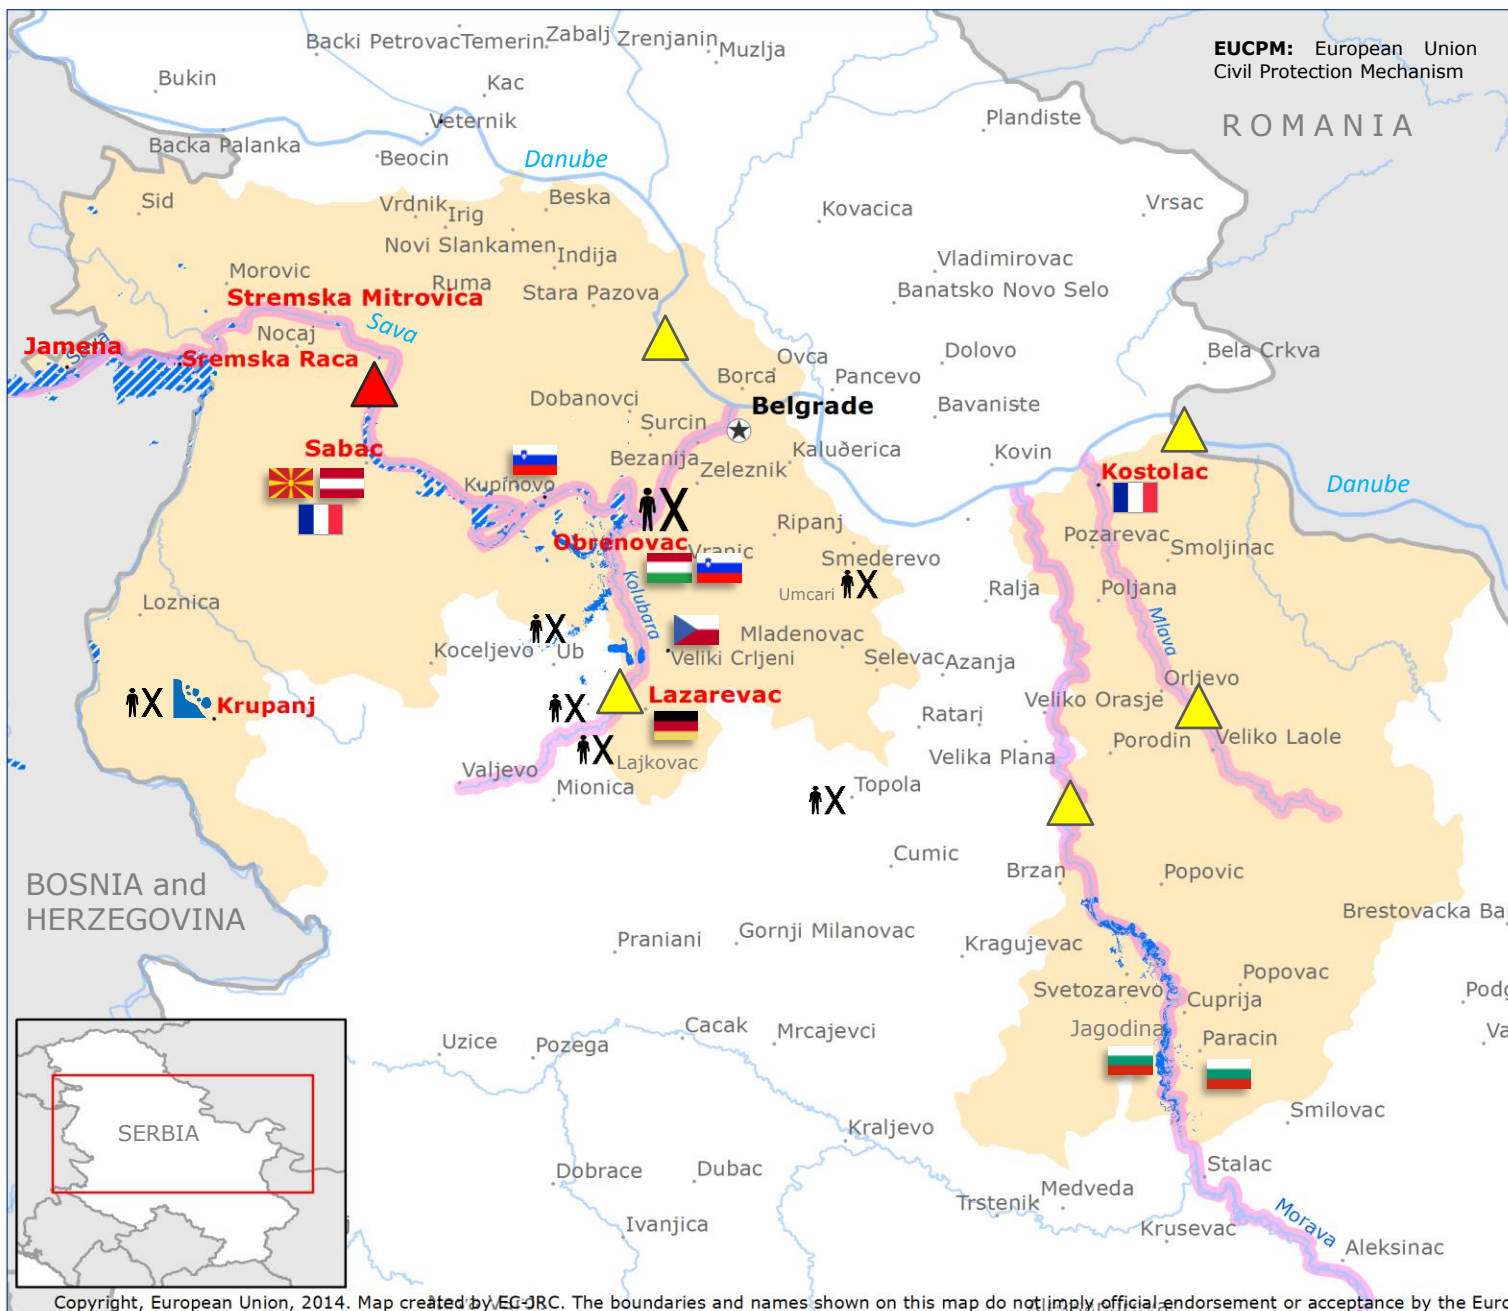 Backi Petrovac
Temerin
Zabalj
Zrenjanin
Muzlja
EUCPM: European Union
Civil Protection Mechanism
Bukin
Kac
ROMANIA
Plandiste
Veternik
Backa Palanka
Beocin
Danube
Sid
Vrdnik
Irig
Beska
Kovacica
Vrsac
Novi Slankamen
Indija
Vladimirovac
Morovic
Ruma
Stara Pazova
Banatsko Novo Selo
Stremska Mitrovica
Sava
Nocaj
Jamena
Sava
Sremska Raca
Ovca
Dolovo
Bela Crkva
Borca
Pancevo
Dobanovci
Belgrade
Bavaniste
Surcin
Sabac
Bezanija
Zeleznik
Kaluðerica
Kovin
Kostolac
Danube
Kupinovo
Ripanj
Pozarevac
Smoljinac
Obrenovac
Vranic
Smederevo
Kolubara
Umcari
Ralja
Poljana
Loznica
Mlava
Mladenovac
Koceljevo
Ub
Veliki Crljeni
Selevac
Azanja
Orljevo
Lazarevac
Veliko Orasje
Krupanj
Ratari
Porodin
Veliko Laole
Velika Plana
Valjevo
Lajkovac
Mionica
Topola
Cumic
Brzan
Popovic
BOSNIA and
HERZEGOVINA
Brestovacka Ba
Praniani
Gornji Milanovac
Kragujevac
Popovac
Svetozarevo
Cuprija
Podg
Cacak
Mrcajevci
Jagodina
Paracin
Va
Uzice
Pozega
SERBIA
Smilovac
Kraljevo
Dobrace
Dubac
Stalac
Medveda
Trstenik
Ivanjica
Krusevac
Morava
Aleksinac
Copyright, European Union, 2014. Map created by EC-JRC. The boundaries and names shown on this map do not imply official endorsement or acceptance by the Euro